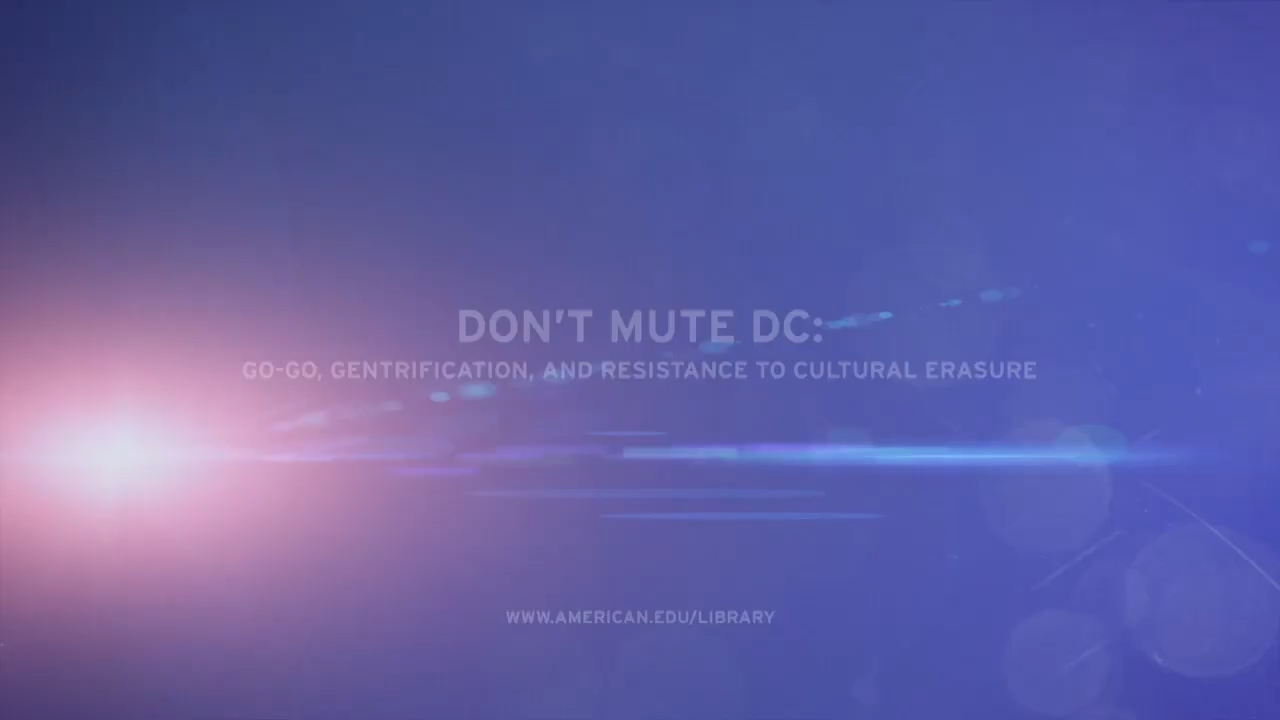 DON'T MUTE DC:
GO-GO, GENTRIFICATION, AND RESISTANCE TO CULTURAL ERASURE
WWW.AMERICAN.EDU/LIBRARY